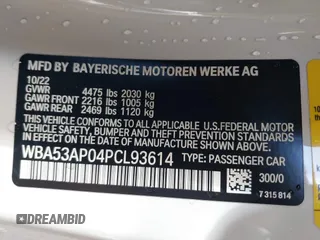 MFD BY BAYERISCHE MOTOREN WERKE AG
10/22
GVWR 4475 lbs 2030 kg
GAWR FRONT 2216 lbs 1005 kg
GAWR REAR 2469 lbs 1120 kg
THIS VEHICLE CONFORMS TO ALL APPLICABLE U.S.FEDERAL MOTOR
VEHICLE SAFETY, BUMPER, AND THEFT PREVENTION STANDARDS
IN EFFECT ON THE DATE OF MANUFACTURE SHOWN ABOVE.
WBA53AP04PCL93614 TYPE: PASSENGER CAR
300/0
7 315 814
DREAM RIDE